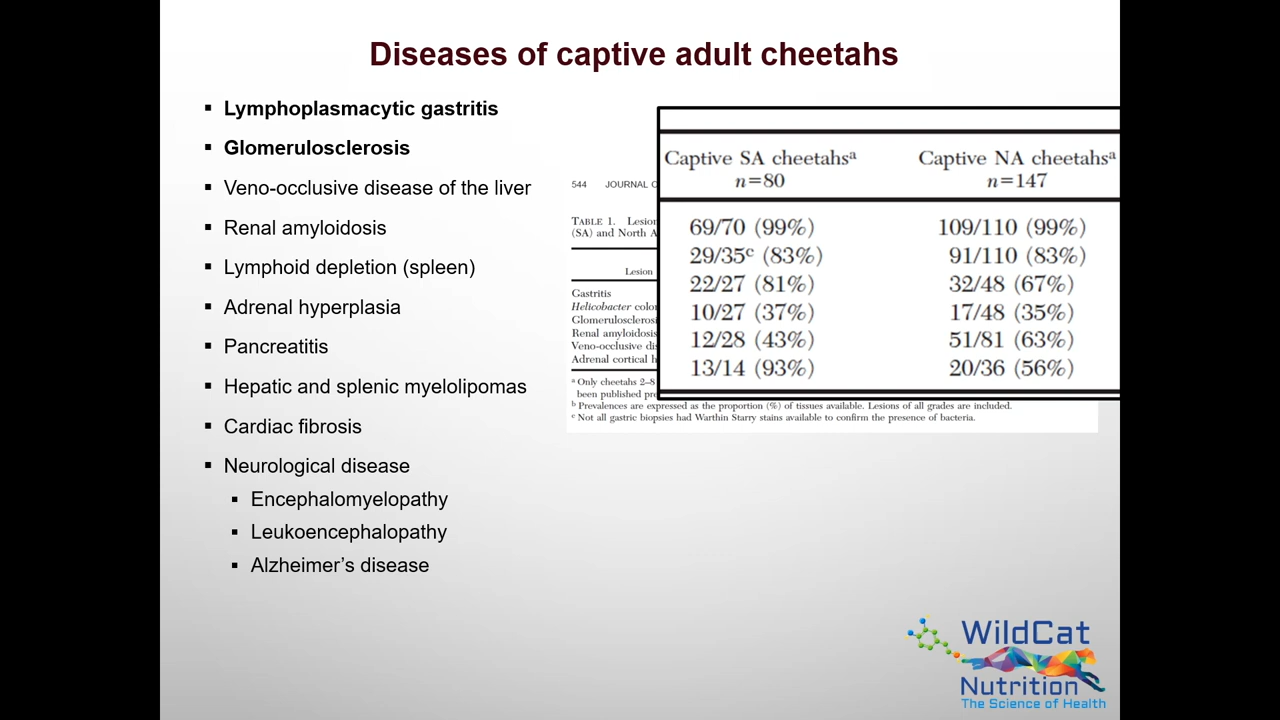 Diseases of captive adult cheetahs
▪ Lymphoplasmacytic gastritis
▪ Glomerulosclerosis
▪ Veno-occlusive disease of the liver
▪ Renal amyloidosis
▪ Lymphoid depletion (spleen)
▪ Adrenal hyperplasia
▪ Pancreatitis
▪ Hepatic and splenic myelolipomas
▪ Cardiac fibrosis
▪ Neurological disease
▪ Encephalomyelopathy
▪ Leukoencephalopathy
▪ Alzheimer’s disease
544 JOURNAL O
TABLE 1. Lesion
(SA) and North A
Lesion
Gastritis
Helicobacter colo
Glomerulosclerosi
Renal amyloidosis
Veno-occlusive dis
Adrenal cortical h
a Only cheetahs 2–8
been published pre
b Prevalences are expressed as the proportion (%) of tissues available. Lesions of all grades are included.
c Not all gastric biopsies had Warthin Starry stains available to confirm the presence of bacteria.
Captive SA cheetahsa Captive NA cheetahsa
n=80 n=147
69/70 (99%) 109/110 (99%)
29/35c (83%) 91/110 (83%)
22/27 (81%) 32/48 (67%)
10/27 (37%) 17/48 (35%)
12/28 (43%) 51/81 (63%)
13/14 (93%) 20/36 (56%)
WildCat
Nutrition
The Science of Health